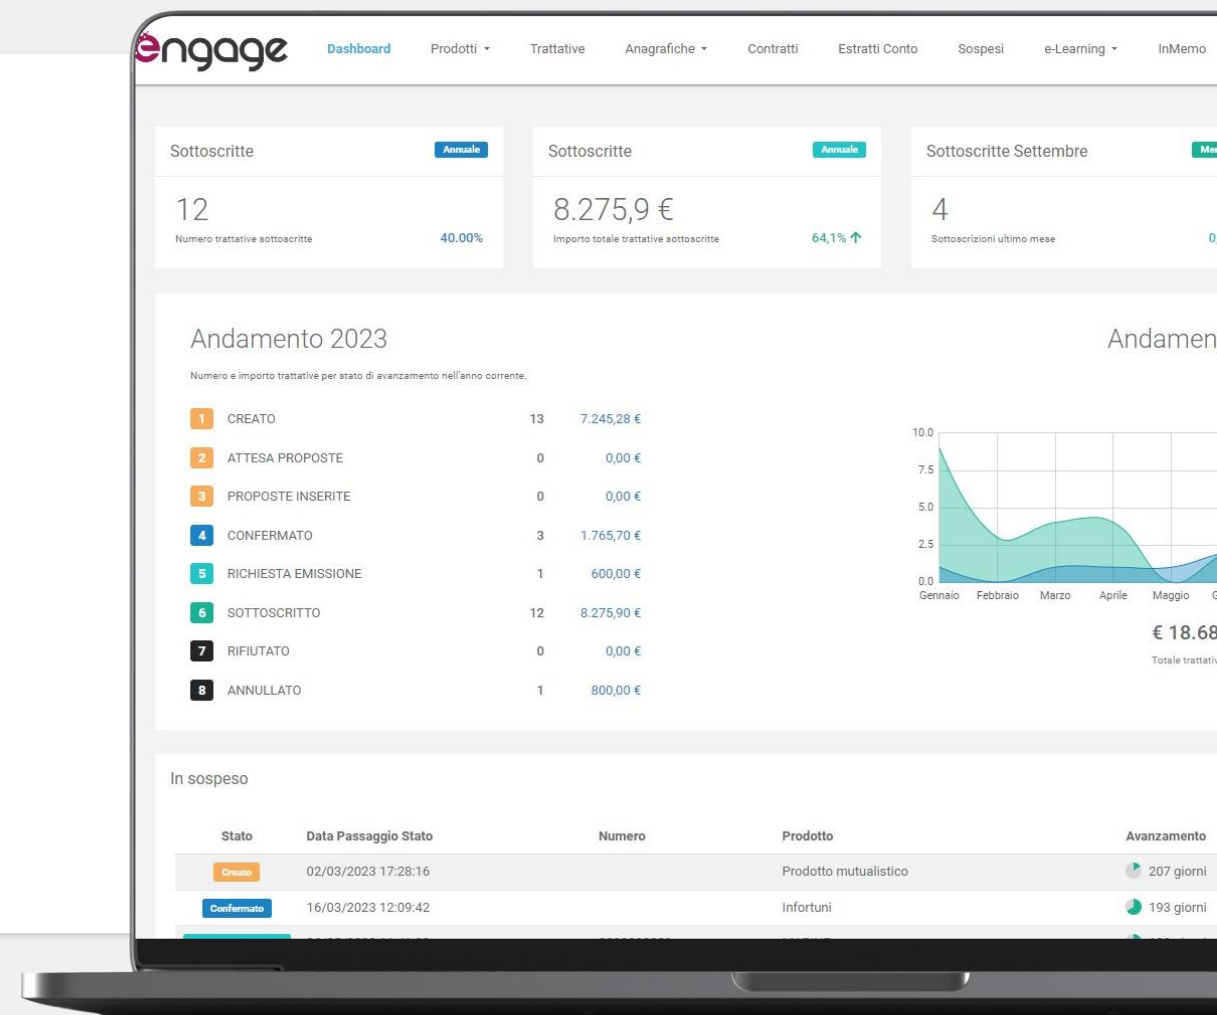 engage Dashboard Prodotti Trattative Anagrafiche Contratti Estratti Conto Sospesi e-Learning InMemo
Sottoscritte Annuale
12
Numero trattative sottoscritte 40.00%
Sottoscritte Annuale
8.275,9 €
Importo totale trattative sottoscritte 64,1%
Sottoscritte Settembre
4
Sottoscrizioni ultimo mese
Andamento 2023
Numero e importo trattative per stato di avanzamento nell'anno corrente.
1 CREATO 13 7.245,28 €
2 ATTESA PROPOSTE 0 0,00 €
3 PROPOSTE INSERITE 0 0,00 €
4 CONFERMATO 3 1.765,70 €
5 RICHIESTA EMISSIONE 1 600,00 €
6 SOTTOSCRITTO 12 8.275,90 €
7 RIFIUTATO 0 0,00 €
8 ANNULLATO 1 800,00 €
Andamen
10.0
7.5
5.0
2.5
0.0
Gennaio Febbraio Marzo Aprile Maggio G
€ 18.68
Totale trattativ
In sospeso
Stato Data Passaggio Stato Numero Prodotto Avanzamento
Creato 02/03/2023 17:28:16 Prodotto mutualistico 207 giorni
Confermato 16/03/2023 12:09:42 Infortuni 193 giorni